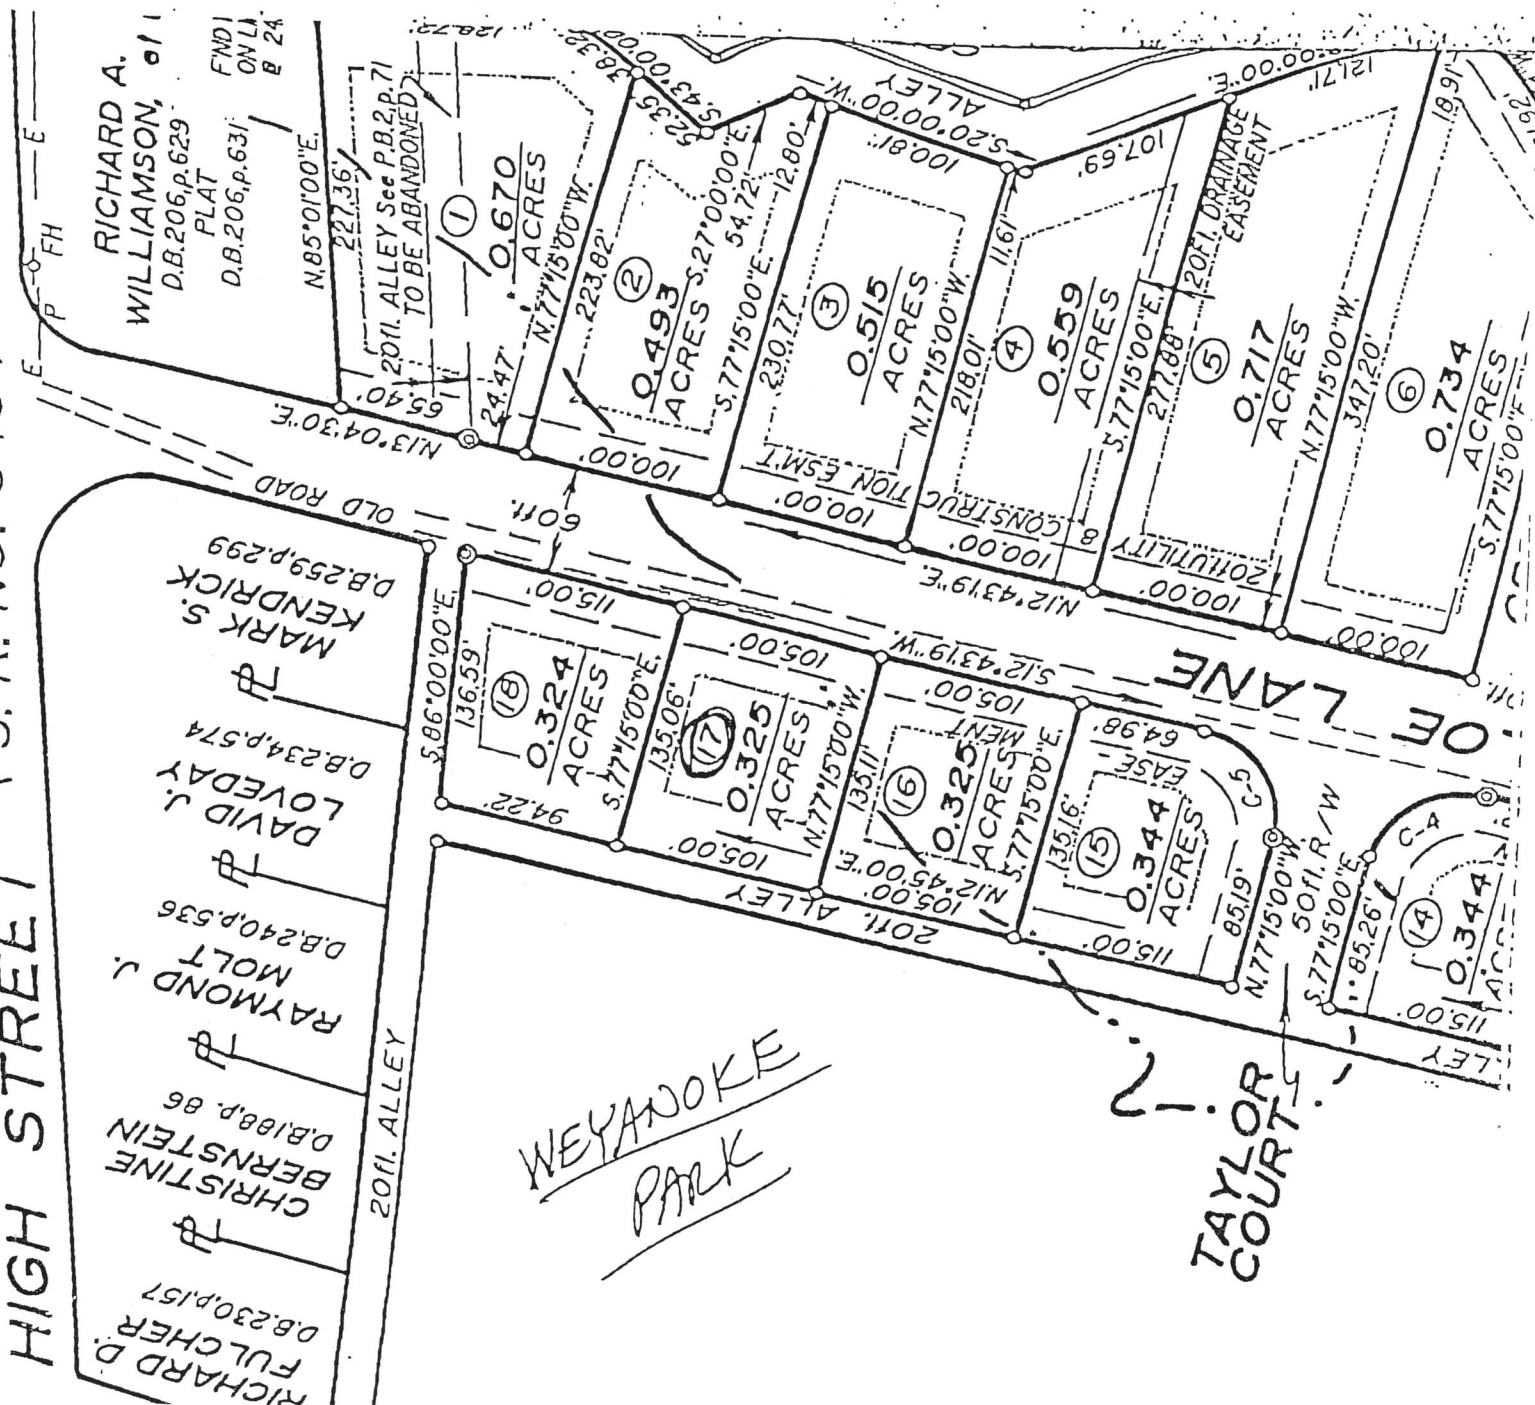 HIGH STREET
E
FH
E
P
E
RICHARD A.
WILLIAMSON,
D.B.206,p.629
PLAT
D.B.206,p.631
FND
ON
@ 24
N.85°01'00"E.
227.36'
20ft. ALLEY See P.B.2,p.71
TO BE ABANDONED
128.72'
1
0.670
ACRES
38.32'
N.77°15'00"W.
223.82'
52.35'
S.43°00'00"
2
0.493
ACRES
S.27°00'00"E.
54.72'
12.80'
S.77°15'00"E.
230.77'
3
0.515
ACRES
ALLEY
S.20°00'00"W.
100.81'
N.77°15'00"W.
218.01'
11.61'
4
0.559
ACRES
107.69'
S.77°15'00"E.
277.88'
20ft. DRAINAGE
EASEMENT
5
0.717
ACRES
121.71'
N.77°15'00"W.
347.20'
18.91'
6
0.734
ACRES
S.77°15'00"E.
N.13°04'30"E.
65.40'
24.47'
100.00'
100.00'
100.00'
100.00'
100.00'
20ft.UTILITY & CONSTRUCTION ESM'T
N.12°43'19"E.
OLD ROAD
60ft.
OE LANE
S.12°43'19"W.
MARK S.
KENDRICK
D.B.259,p.299
DAVID J.
LOVEDAY
D.B.234,p.574
RAYMOND J.
MOLT
D.B.240,p.536
CHRISTINE
BERNSTEIN
D.B.188,p. 86
RICHARD D.
FULCHER
D.B.230,p.157
20ft. ALLEY
S.86°00'00"E.
136.59'
115.00'
18
0.324
ACRES
94.22'
S.77°15'00"E.
135.06'
105.00'
17
0.325
ACRES
105.00'
N.77°15'00"W.
135.11'
105.00'
16
0.325
ACRES
105.00'
N.12°45'00"E
20ft. ALLEY
S.77°15'00"E.
135.16'
64.98'
EASEMENT
15
0.344
ACRES
C-5
115.00'
85.19'
N.77°15'00"W
50ft. R/W
S.77°15'00"E.
85.26'
C-4
14
0.344
115.00'
LEY
TAYLOR
COURT
WEYANOKE
PARK